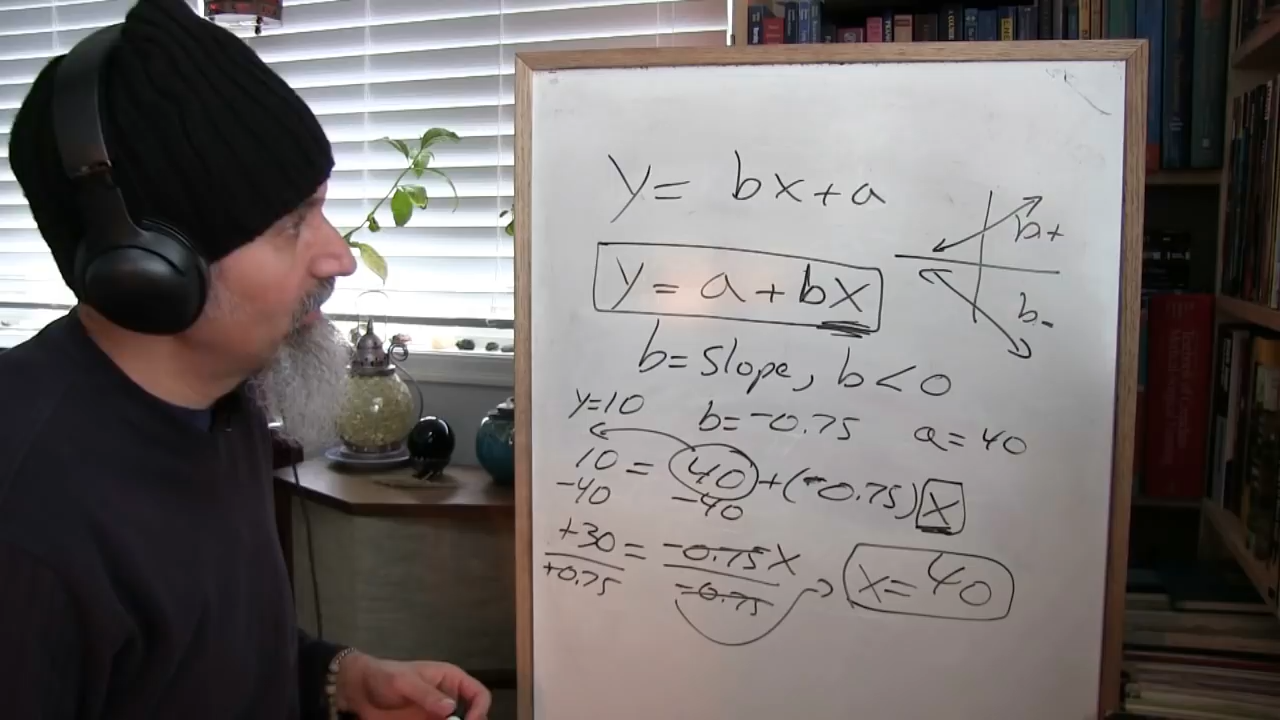 y = bx + a
b+
y = a + bx
b-
b = Slope, b < 0
y=10 b = -0.75 a = 40
10 = 40 + (-0.75) x
-40 -40
+30 = -0.75 x
+0.75 -0.75 x = 40